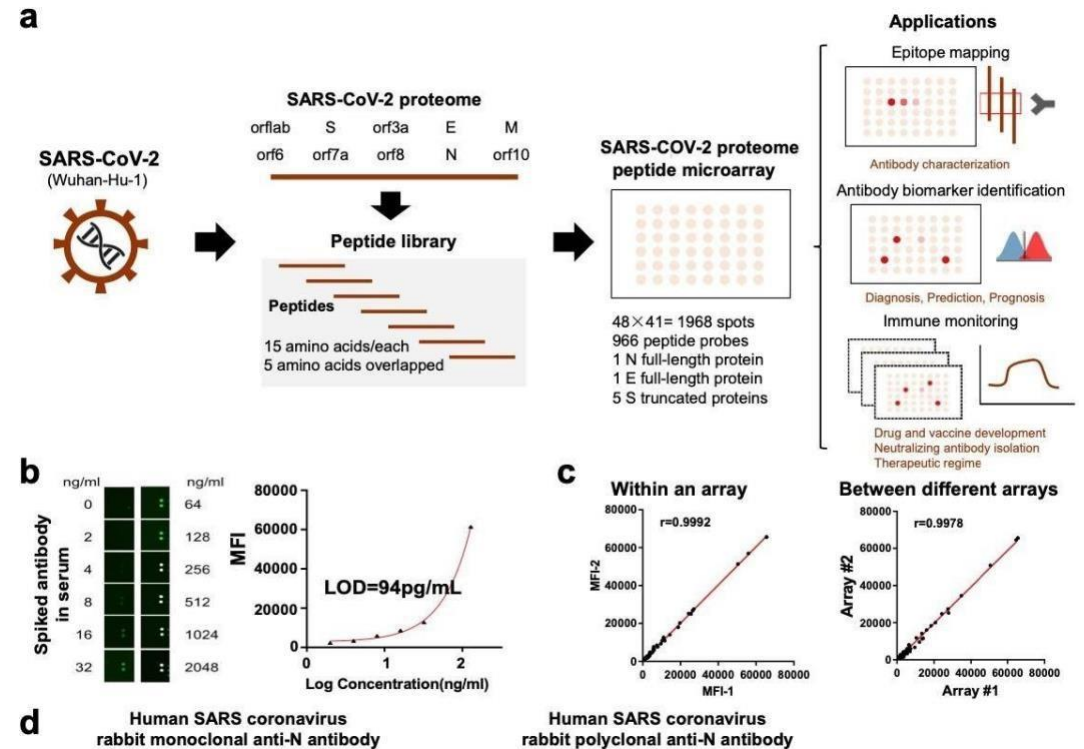 a
SARS-CoV-2
(Wuhan-Hu-1)
SARS-CoV-2 proteome
orflab S orf3a E M
orf6 orf7a orf8 N orf10
Peptide library
Peptides
15 amino acids/each
5 amino acids overlapped
SARS-COV-2 proteome
peptide microarray
48×41= 1968 spots
966 peptide probes
1 N full-length protein
1 E full-length protein
5 S truncated proteins
Applications
Epitope mapping
Antibody characterization
Antibody biomarker identification
Diagnosis, Prediction, Prognosis
Immune monitoring
Drug and vaccine development
Neutralizing antibody isolation
Therapeutic regime
b
Spiked antibody
in serum
ng/ml ng/ml
0 64
2 128
4 256
8 512
16 1024
32 2048
MFI
80000
60000
40000
20000
0
LOD=94pg/mL
0 1 2
Log Concentration(ng/ml)
c
Within an array
r=0.9992
MFI-2
80000
60000
40000
20000
0
0 20000 40000 60000 80000
MFI-1
Between different arrays
r=0.9978
Array #2
80000
60000
40000
20000
0
0 20000 40000 60000 80000
Array #1
d
Human SARS coronavirus
rabbit monoclonal anti-N antibody
Human SARS coronavirus
rabbit polyclonal anti-N antibody